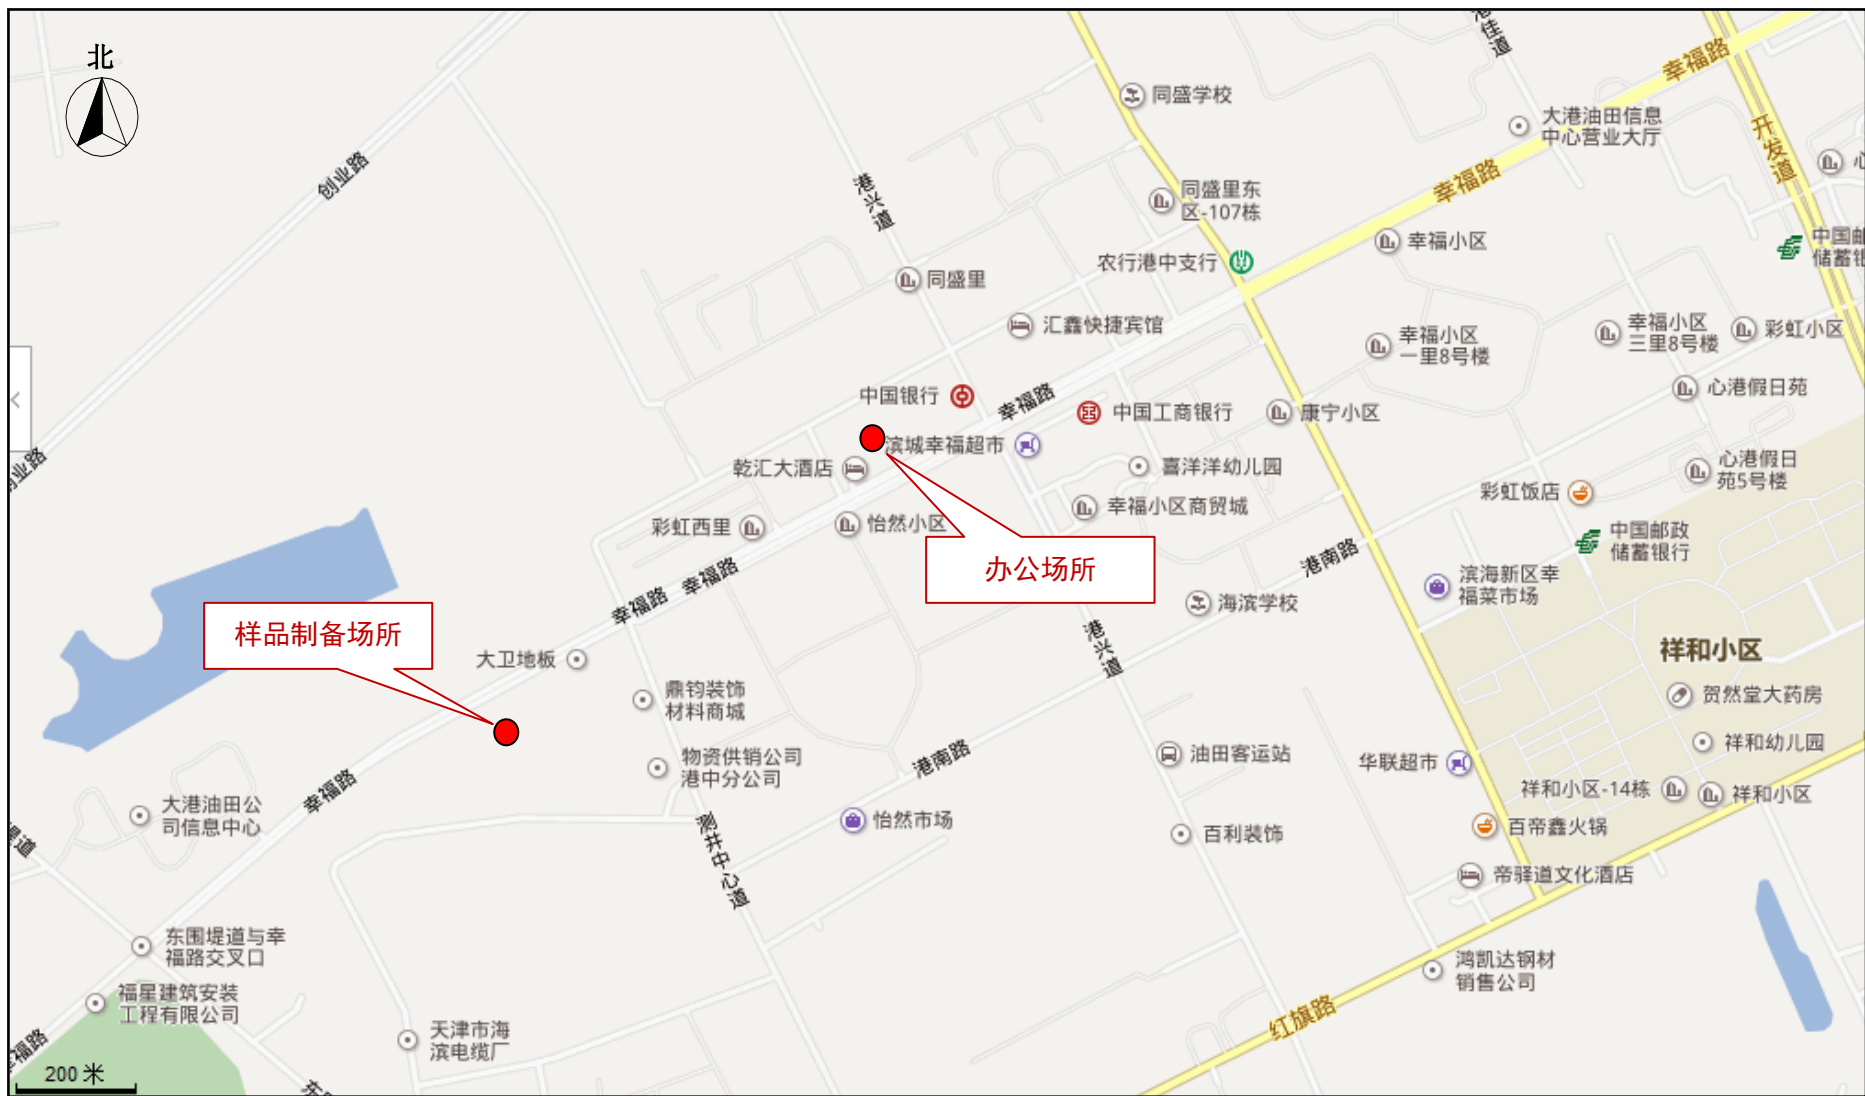 北
港佳道
幸福路
同盛学校
大港油田信息
中心营业大厅
开发道
创业路
港兴道
幸福路
同盛里东
区-107栋
幸福小区
中国邮
储蓄银
农行港中支行
同盛里
汇鑫快捷宾馆
幸福小区
一里8号楼
幸福小区
三里8号楼
彩虹小区
心港假日苑
中国银行
幸福路
中国工商银行
康宁小区
滨城幸福超市
乾汇大酒店
喜洋洋幼儿园
心港假日
苑5号楼
创业路
彩虹饭店
幸福小区商贸城
彩虹西里
怡然小区
中国邮政
储蓄银行
港南路
办公场所
幸福路
幸福路
滨海新区幸
福菜市场
海滨学校
样品制备场所
港兴道
祥和小区
大卫地板
鼎钧装饰
材料商城
贺然堂大药房
祥和幼儿园
物资供销公司
港中分公司
港南路
油田客运站
华联超市
幸福路
祥和小区-14栋
祥和小区
大港油田公
司信息中心
怡然市场
百利装饰
百帝鑫火锅
测井中心道
帝驿道文化酒店
东围堤道与幸
福路交叉口
鸿凯达钢材
销售公司
福星建筑安装
工程有限公司
红旗路
天津市海
滨电缆厂
幸福路
200 米